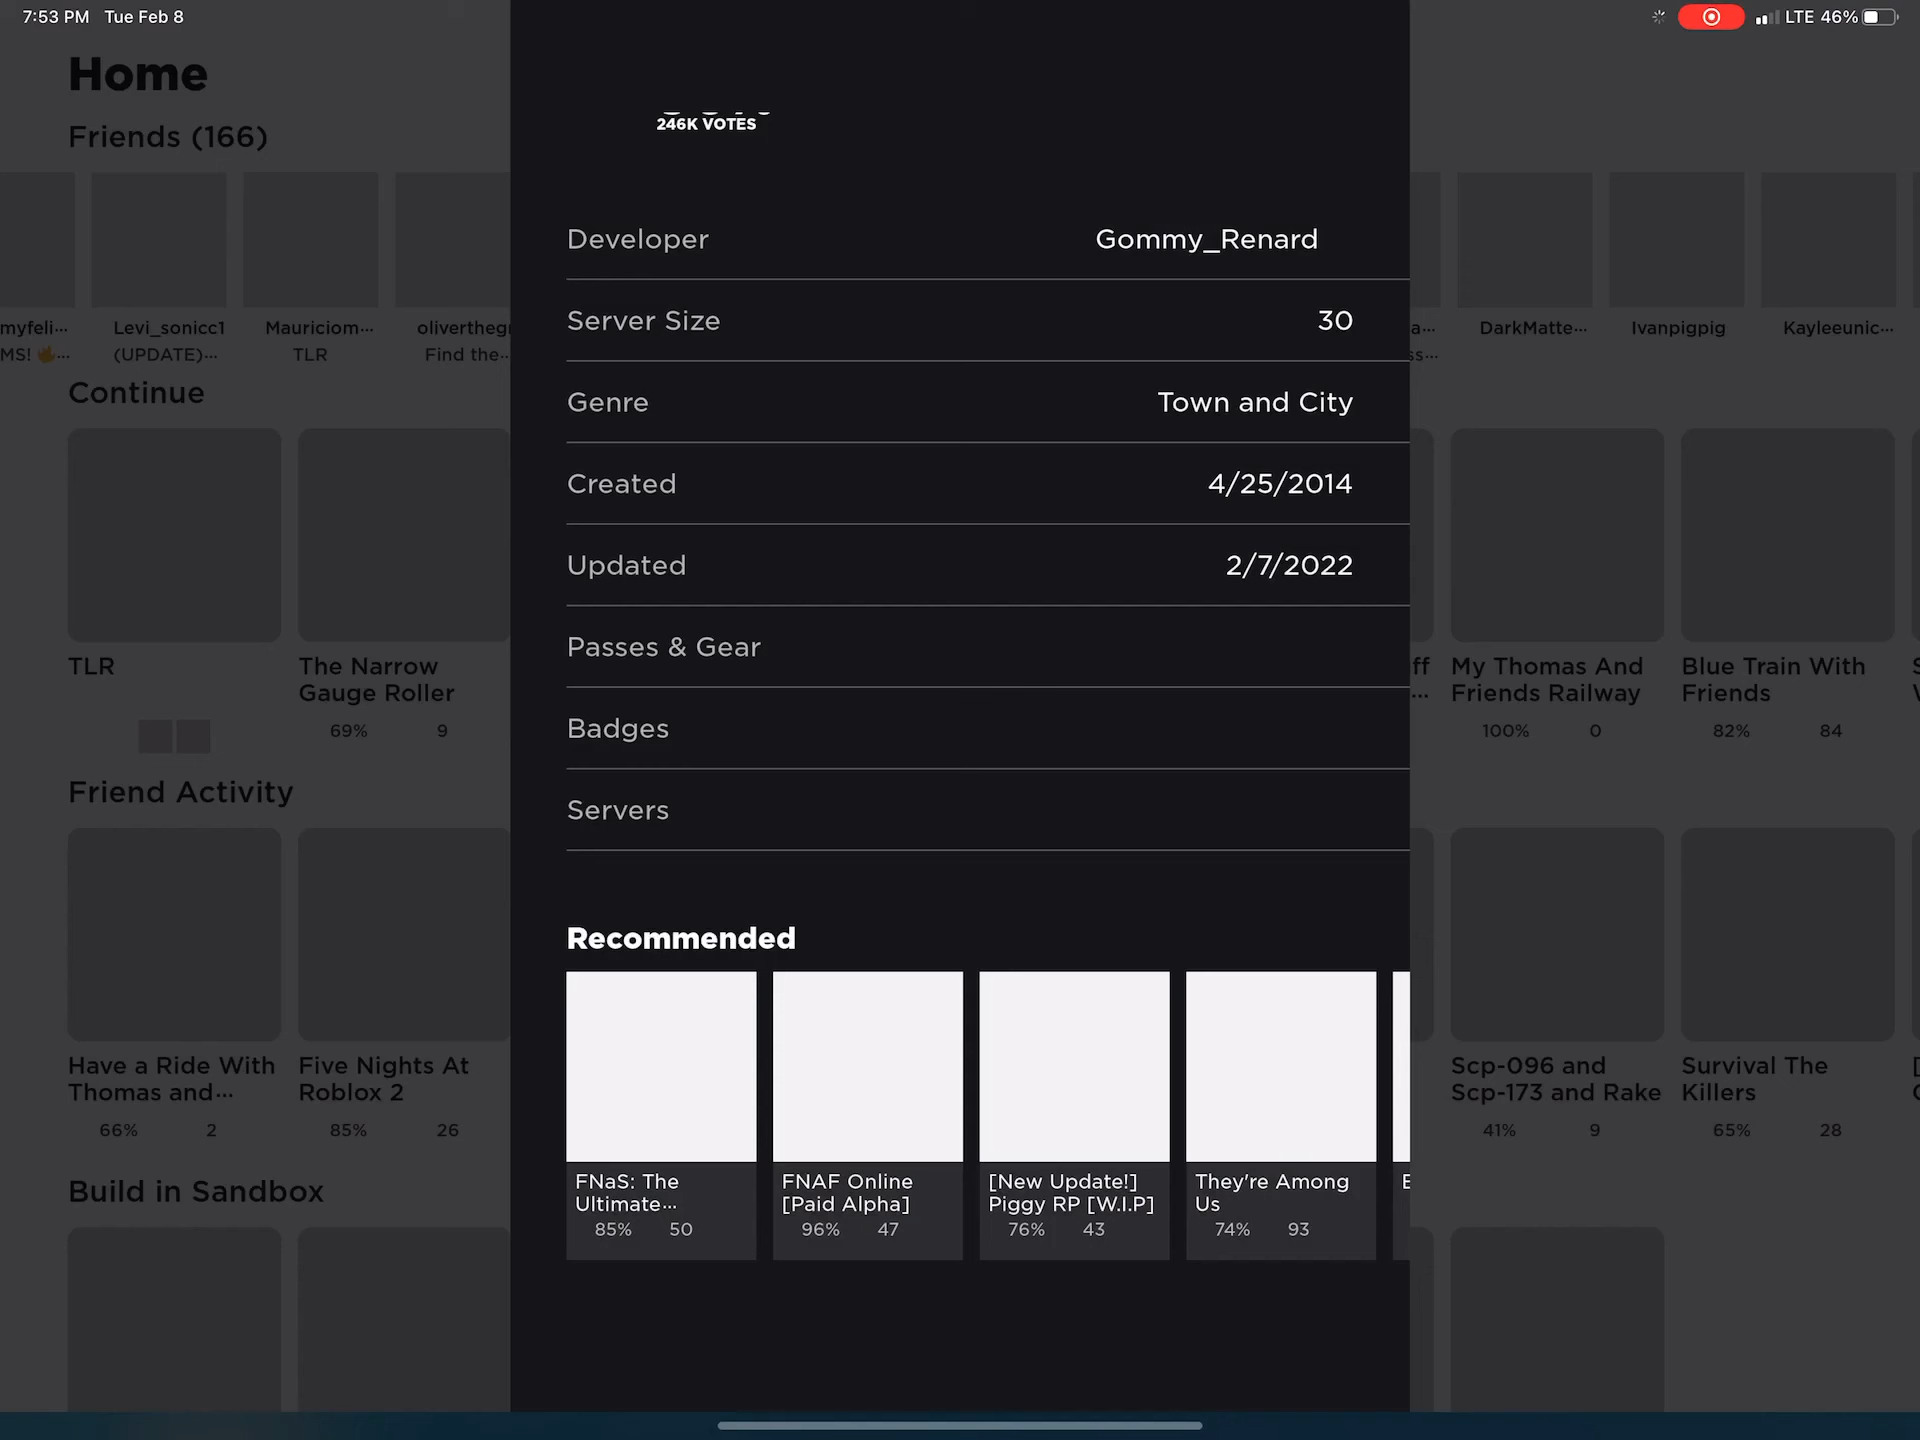 7:53 PM Tue Feb 8
LTE 46%
Home
Friends (166)
myfeli...
Levi_sonicc1
Mauriciom...
DarkMatte...
Ivanpigpig
Kayleeunic...
MS! 🔥...
(UPDATE)...
TLR
Find the...
Continue
TLR
The Narrow
Gauge Roller
69% 9
My Thomas And
Friends Railway
100% 0
Blue Train With
Friends
82% 84
Friend Activity
Have a Ride With
Thomas and...
66% 2
Five Nights At
Roblox 2
85% 26
Scp-096 and
Scp-173 and Rake
41% 9
Survival The
Killers
65% 28
Build in Sandbox
246K VOTES
Developer Gommy_Renard
Server Size 30
Genre Town and City
Created 4/25/2014
Updated 2/7/2022
Passes & Gear
Badges
Servers
Recommended
FNaS: The
Ultimate...
85% 50
FNAF Online
[Paid Alpha]
96% 47
[New Update!]
Piggy RP [W.I.P]
76% 43
They're Among
Us
74% 93